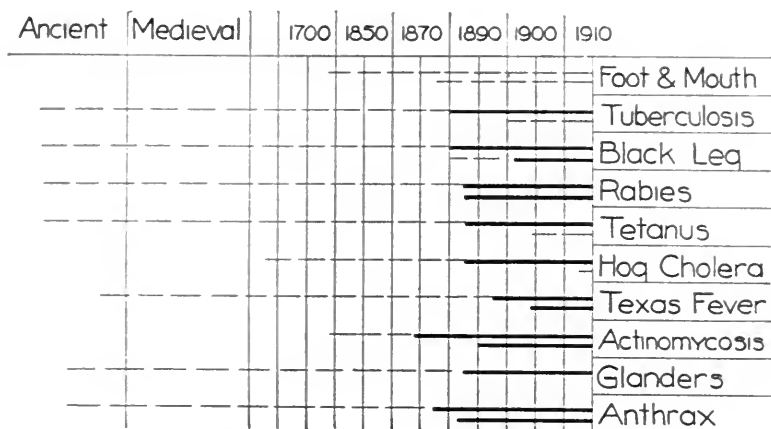 Ancient Medieval 1700 1850 1870 1890 1900 1910
Foot & Mouth
Tuberculosis
Black Leg
Rabies
Tetanus
Hog Cholera
Texas Fever
Actinomycosis
Glanders
Anthrax